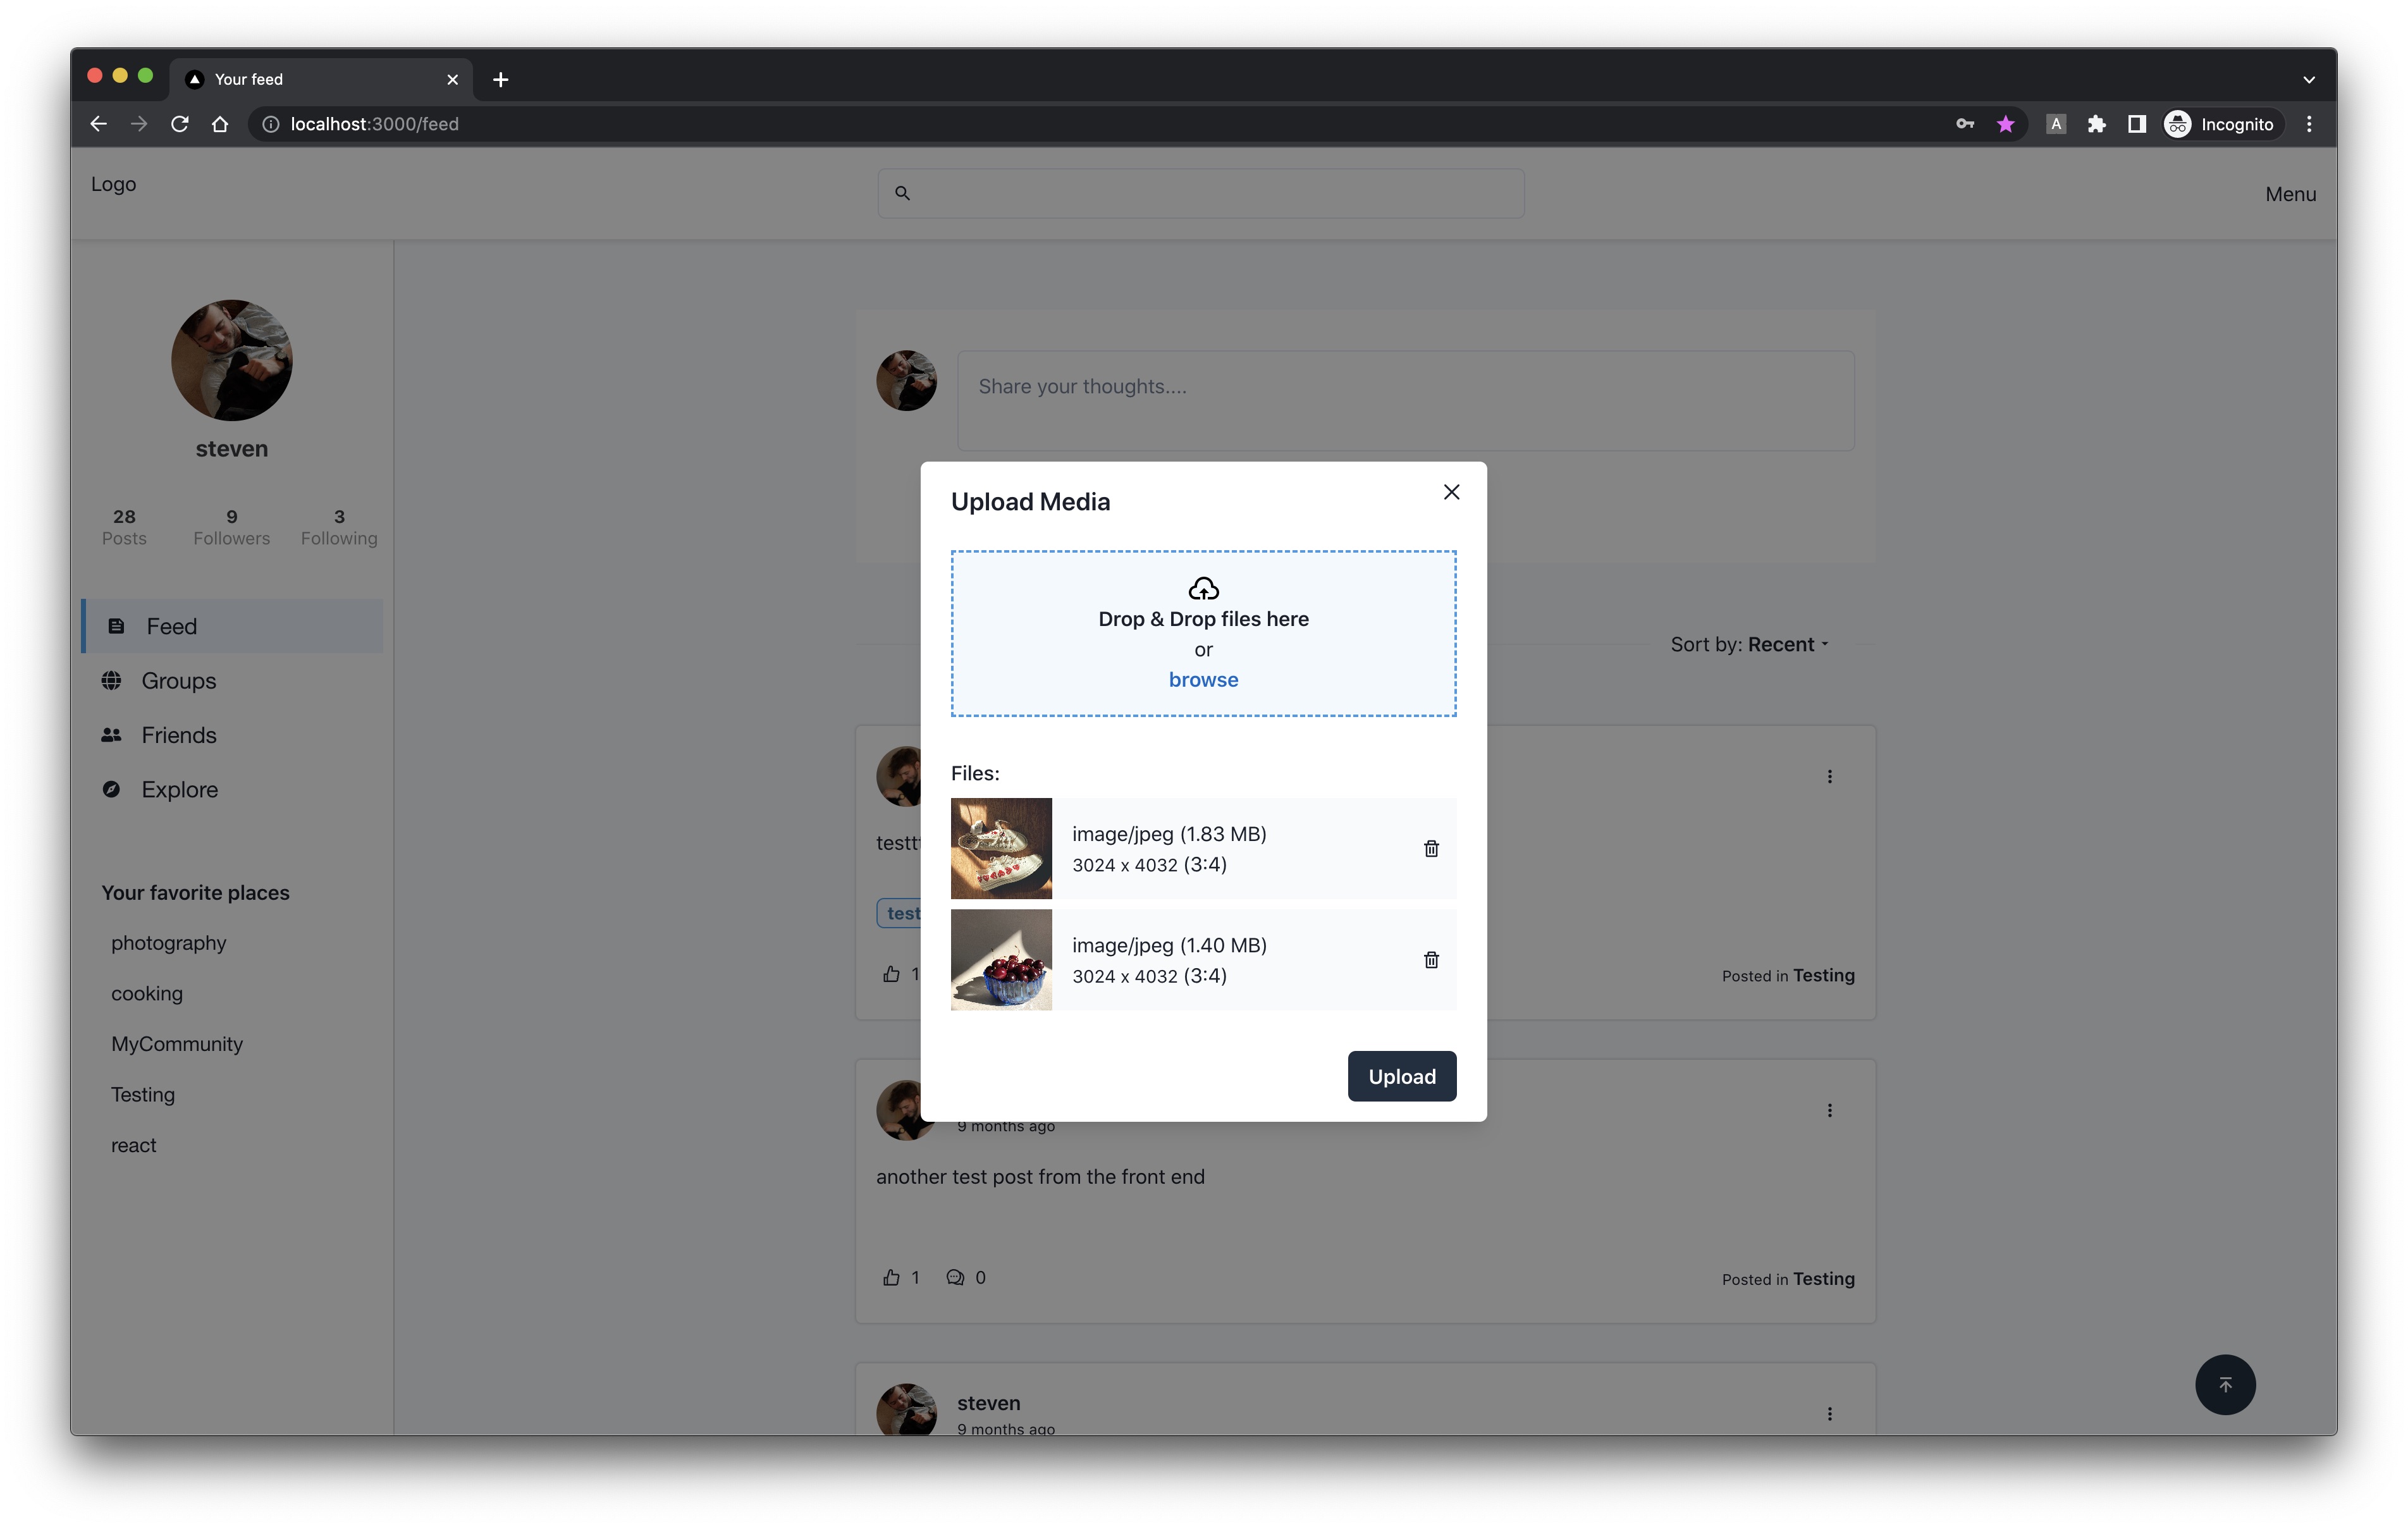 Your feed
localhost:3000/feed
A
Incognito
Logo
Menu
steven
28 9 3
Posts Followers Following
Feed
Groups
Friends
Explore
Your favorite places
photography
cooking
MyCommunity
Testing
react
Share your thoughts....
Sort by: Recent
Upload Media
Drop & Drop files here
or
browse
Files:
image/jpeg (1.83 MB)
3024 x 4032 (3:4)
image/jpeg (1.40 MB)
3024 x 4032 (3:4)
Upload
test
1
Posted in Testing
9 months ago
another test post from the front end
1 0
Posted in Testing
steven
9 months ago